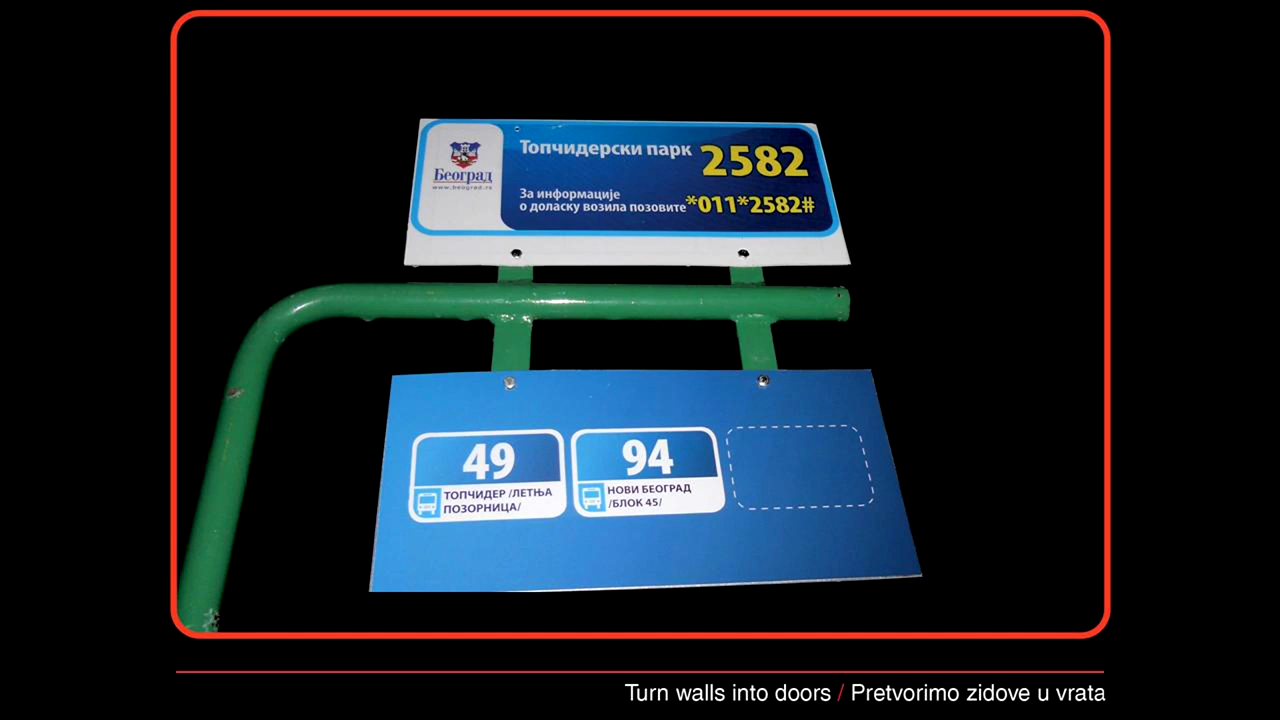 Београд
www.beograd.rs
Топчидерски парк 2582
За информације
о доласку возила позовите *011*2582#
49
ТОПЧИДЕР /ЛЕТЊА
ПОЗОРНИЦА/
94
НОВИ БЕОГРАД
/БЛОК 45/
Turn walls into doors / Pretvorimo zidove u vrata